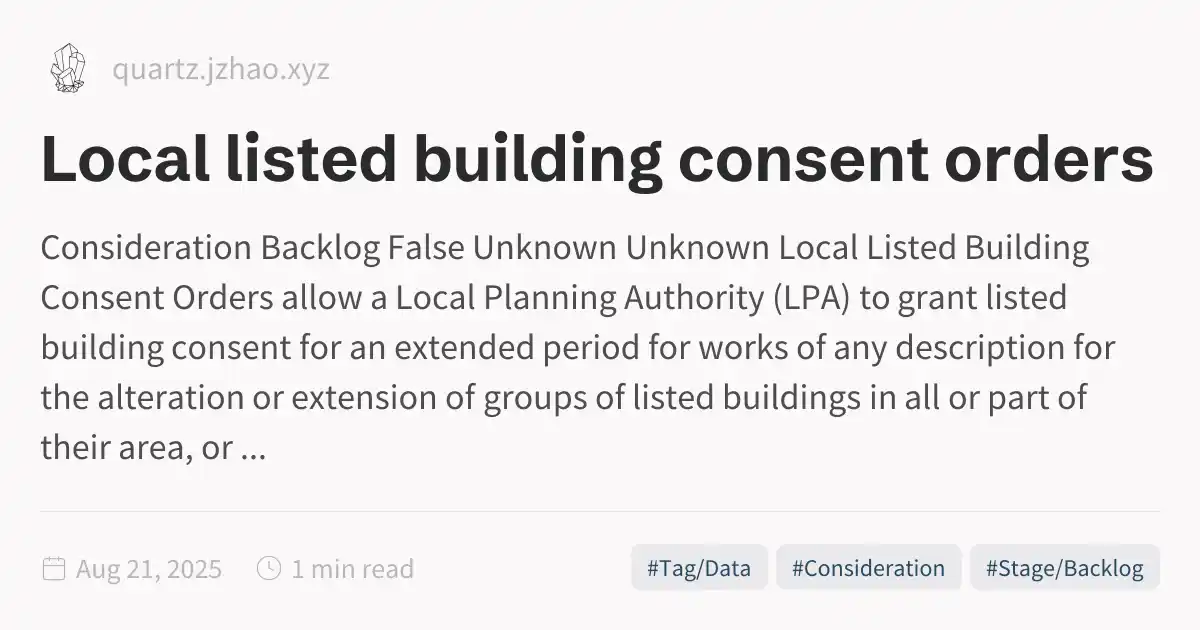 quartz.jzhao.xyz
Local listed building consent orders
Consideration Backlog False Unknown Unknown Local Listed Building
Consent Orders allow a Local Planning Authority (LPA) to grant listed
building consent for an extended period for works of any description for
the alteration or extension of groups of listed buildings in all or part of
their area, or ...
Aug 21, 2025 1 min read #Tag/Data #Consideration #Stage/Backlog